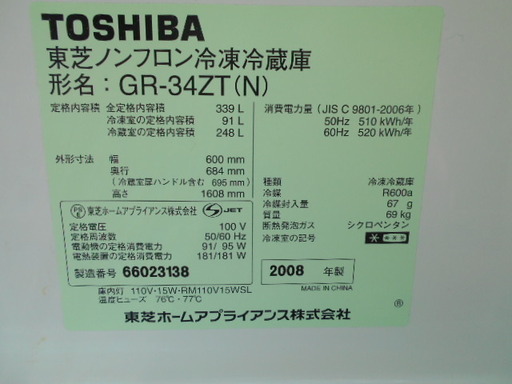 TOSHIBA
東芝ノンフロン冷凍冷蔵庫
形名：GR-34ZT(N)
定格内容積 全定格内容積 339 L
冷凍室の定格内容積 91 L
冷蔵室の定格内容積 248 L
外形寸法 幅 600 mm
奥行 684 mm
(冷蔵室扉ハンドル含む 695 mm)
高さ 1608 mm
PS E 東芝ホームアプライアンス株式会社 JET
定格電圧 100 V
定格周波数 50/60 Hz
電動機の定格消費電力 91/ 95 W
電熱装置の定格消費電力 181/181 W
製造番号 66023138
庫内灯 110V・15W・RM110V15WSL
温度ヒューズ 76℃・77℃
消費電力量 (JIS C 9801-2006年)
50Hz 510 kWh/年
60Hz 520 kWh/年
種類 冷凍冷蔵庫
冷媒 R600a
冷媒封入量 67 g
質量 69 kg
断熱発泡ガス シクロペンタン
冷凍室の記号
2008 年製
MADE IN CHINA
®
東芝ホームアプライアンス株式会社